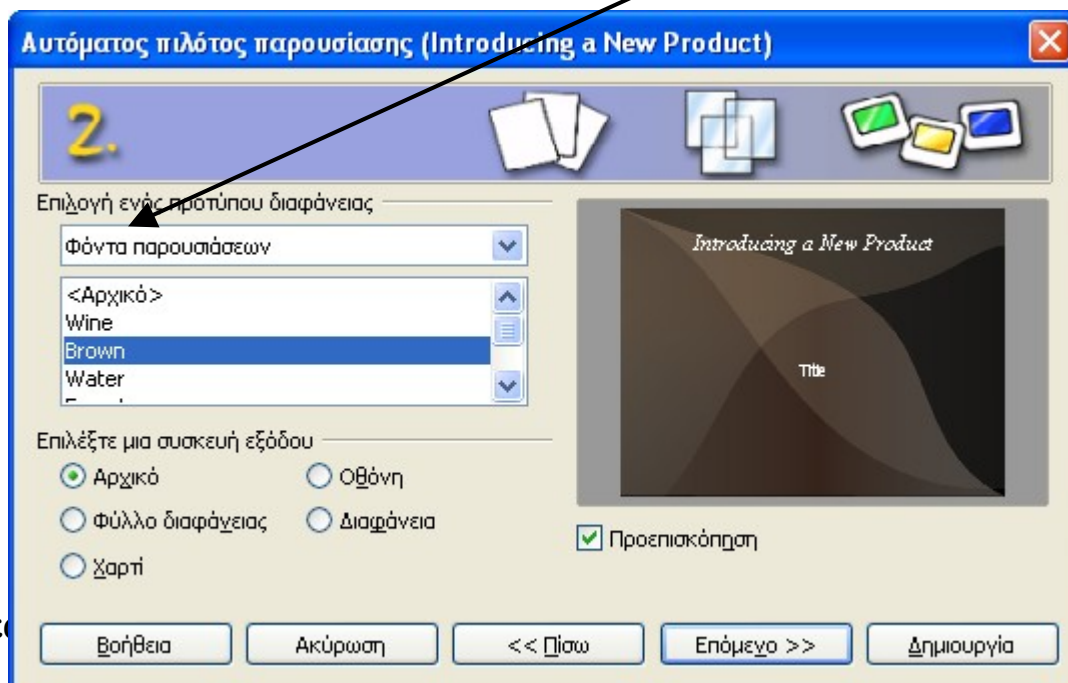 Αυτόματος πιλότος παρουσίασης (Introducing a New Product)
2.
Επιλογή ενός προτύπου διαφάνειας
Φόντα παρουσιάσεων
<Αρχικό>
Wine
Brown
Water
Introducing a New Product
Title
Επιλέξτε μια συσκευή εξόδου
Αρχικό
Οθόνη
Φύλλο διαφάνειας
Διαφάνεια
Χαρτί
Προεπισκόπηση
Βοήθεια
Ακύρωση
<< Πίσω
Επόμενο >>
Δημιουργία